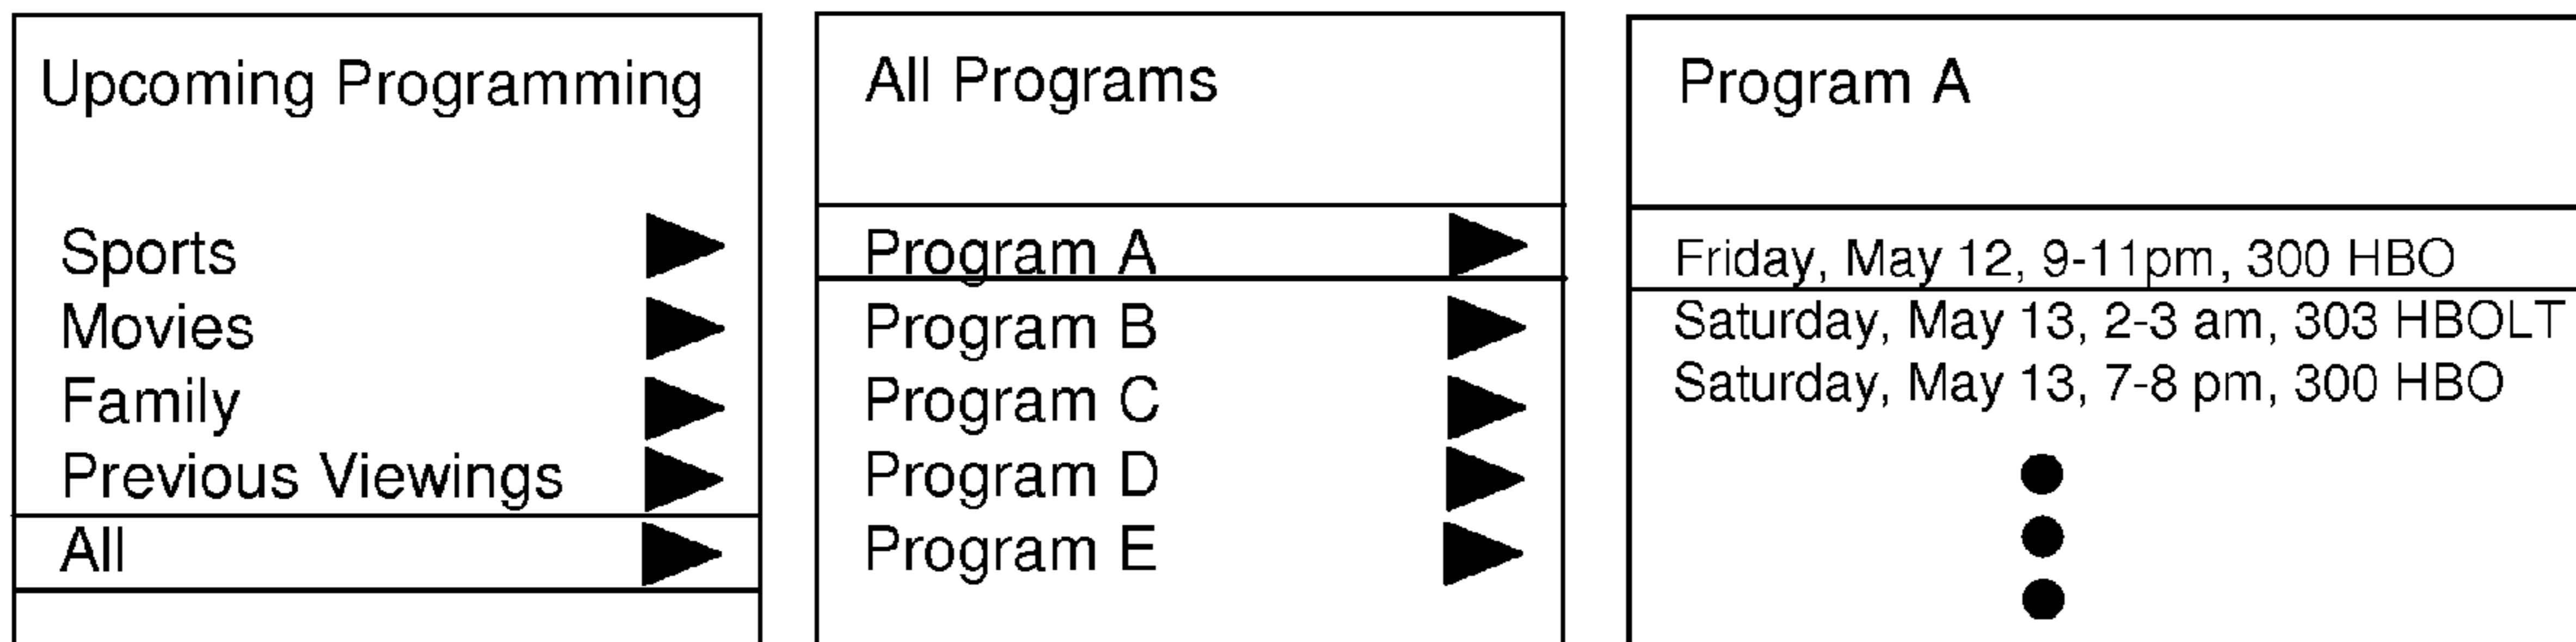 Upcoming Programming
Sports
Movies
Family
Previous Viewings
All
All Programs
Program A
Program B
Program C
Program D
Program E
Program A
Friday, May 12, 9-11pm, 300 HBO
Saturday, May 13, 2-3 am, 303 HBOLT
Saturday, May 13, 7-8 pm, 300 HBO